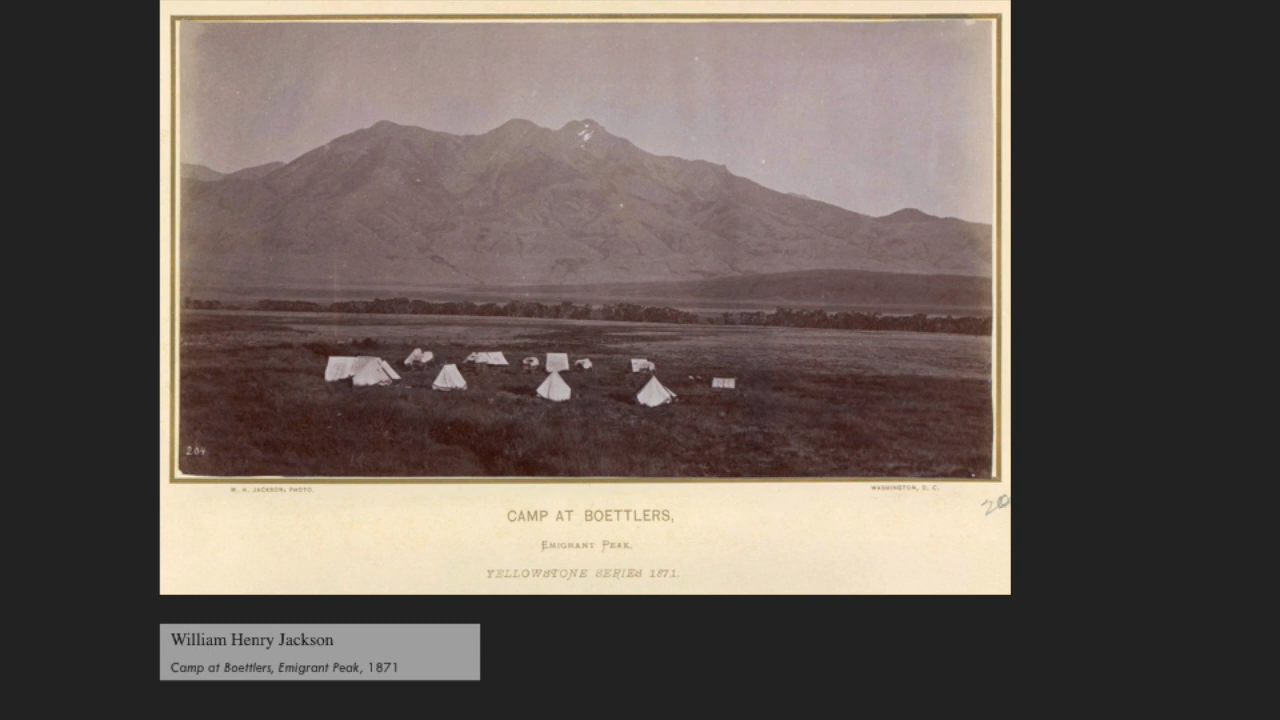 204
W. H. JACKSON, PHOTO.
WASHINGTON, D. C.
20
CAMP AT BOETTLERS,
EMIGRANT PEAK.
YELLOWSTONE SERIES 1871.
William Henry Jackson
Camp at Boettlers, Emigrant Peak, 1871